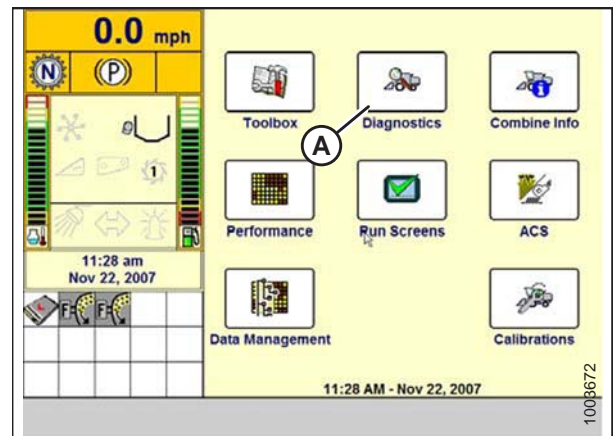 0.0 mph
N
(P)
1
11:28 am
Nov 22, 2007
F
F
Toolbox
Diagnostics
Combine Info
A
Performance
Run Screens
ACS
Data Management
Calibrations
11:28 AM - Nov 22, 2007
1003672